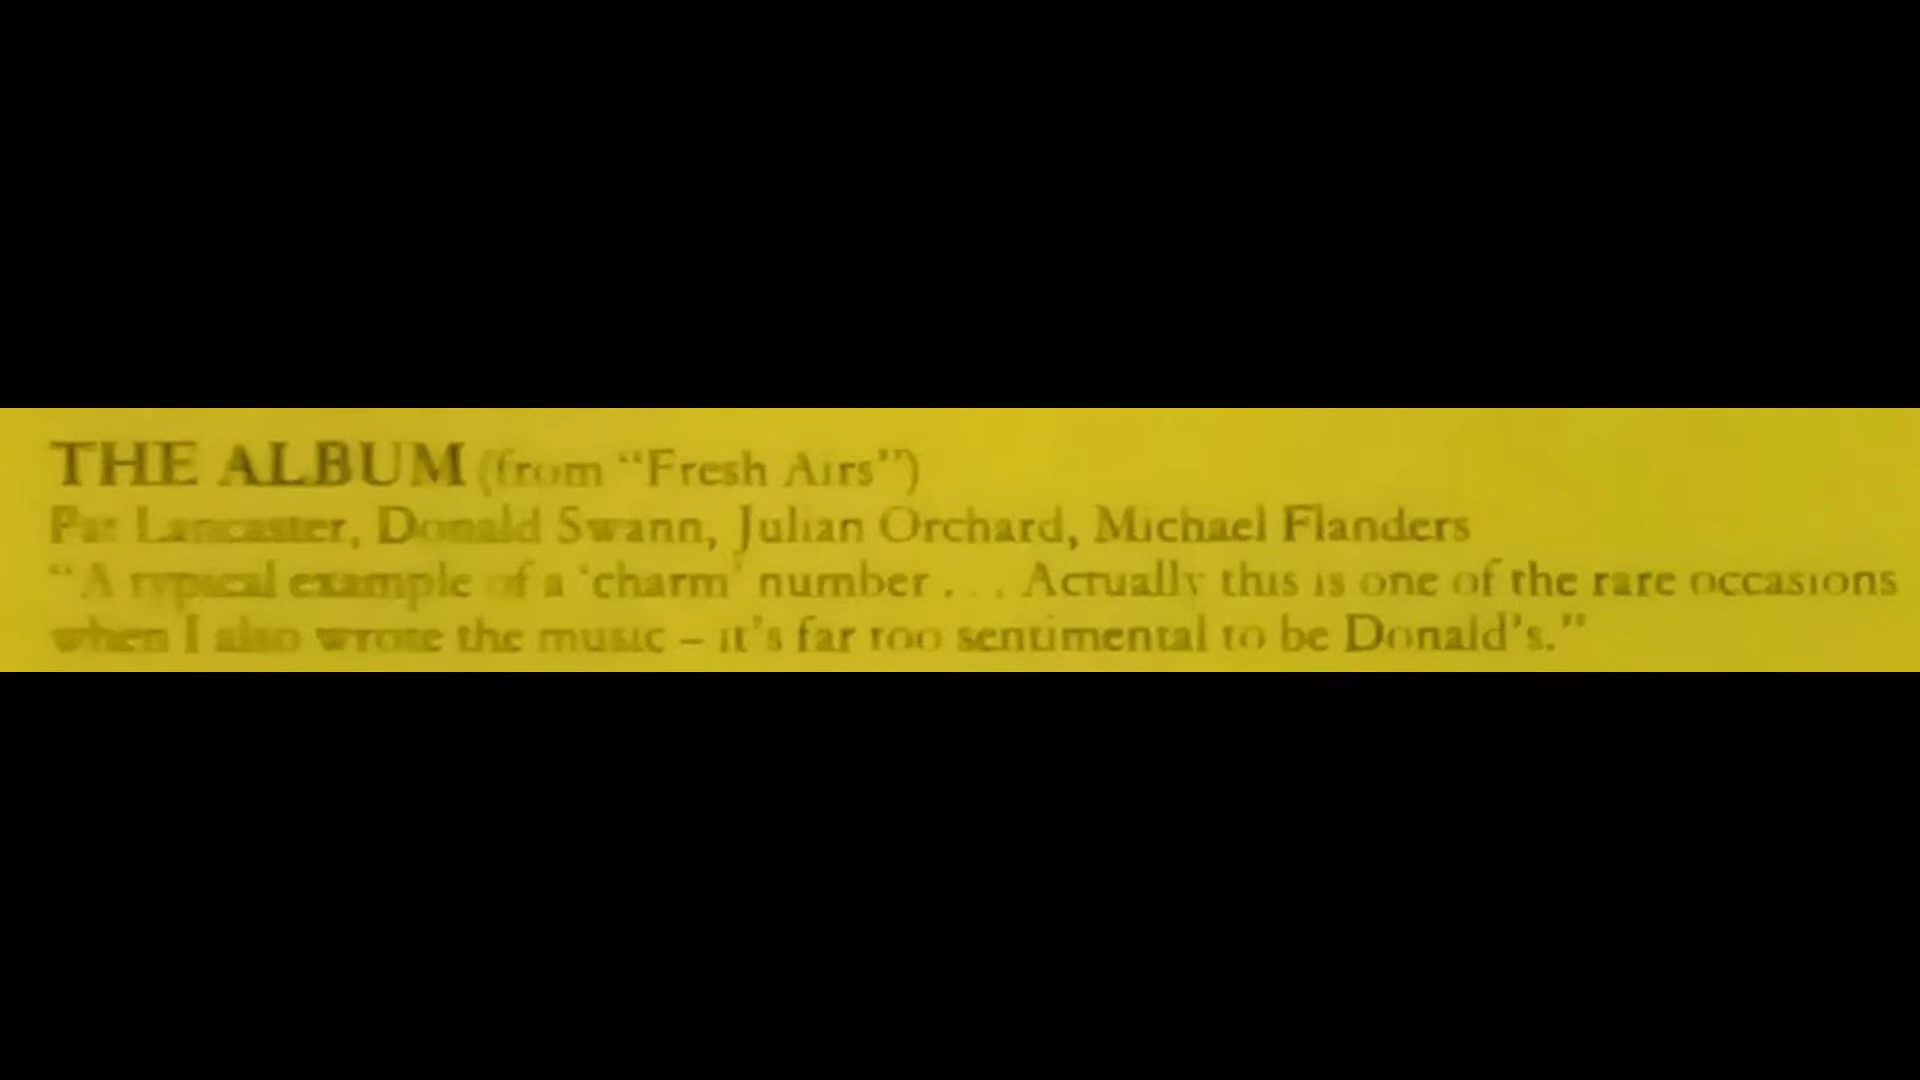 THE ALBUM (from “Fresh Airs”)
Pat Lancaster, Donald Swann, Julian Orchard, Michael Flanders
“A typical example of a ‘charm’ number . . . Actually this is one of the rare occasions
when I also wrote the music – it’s far too sentimental to be Donald’s.”